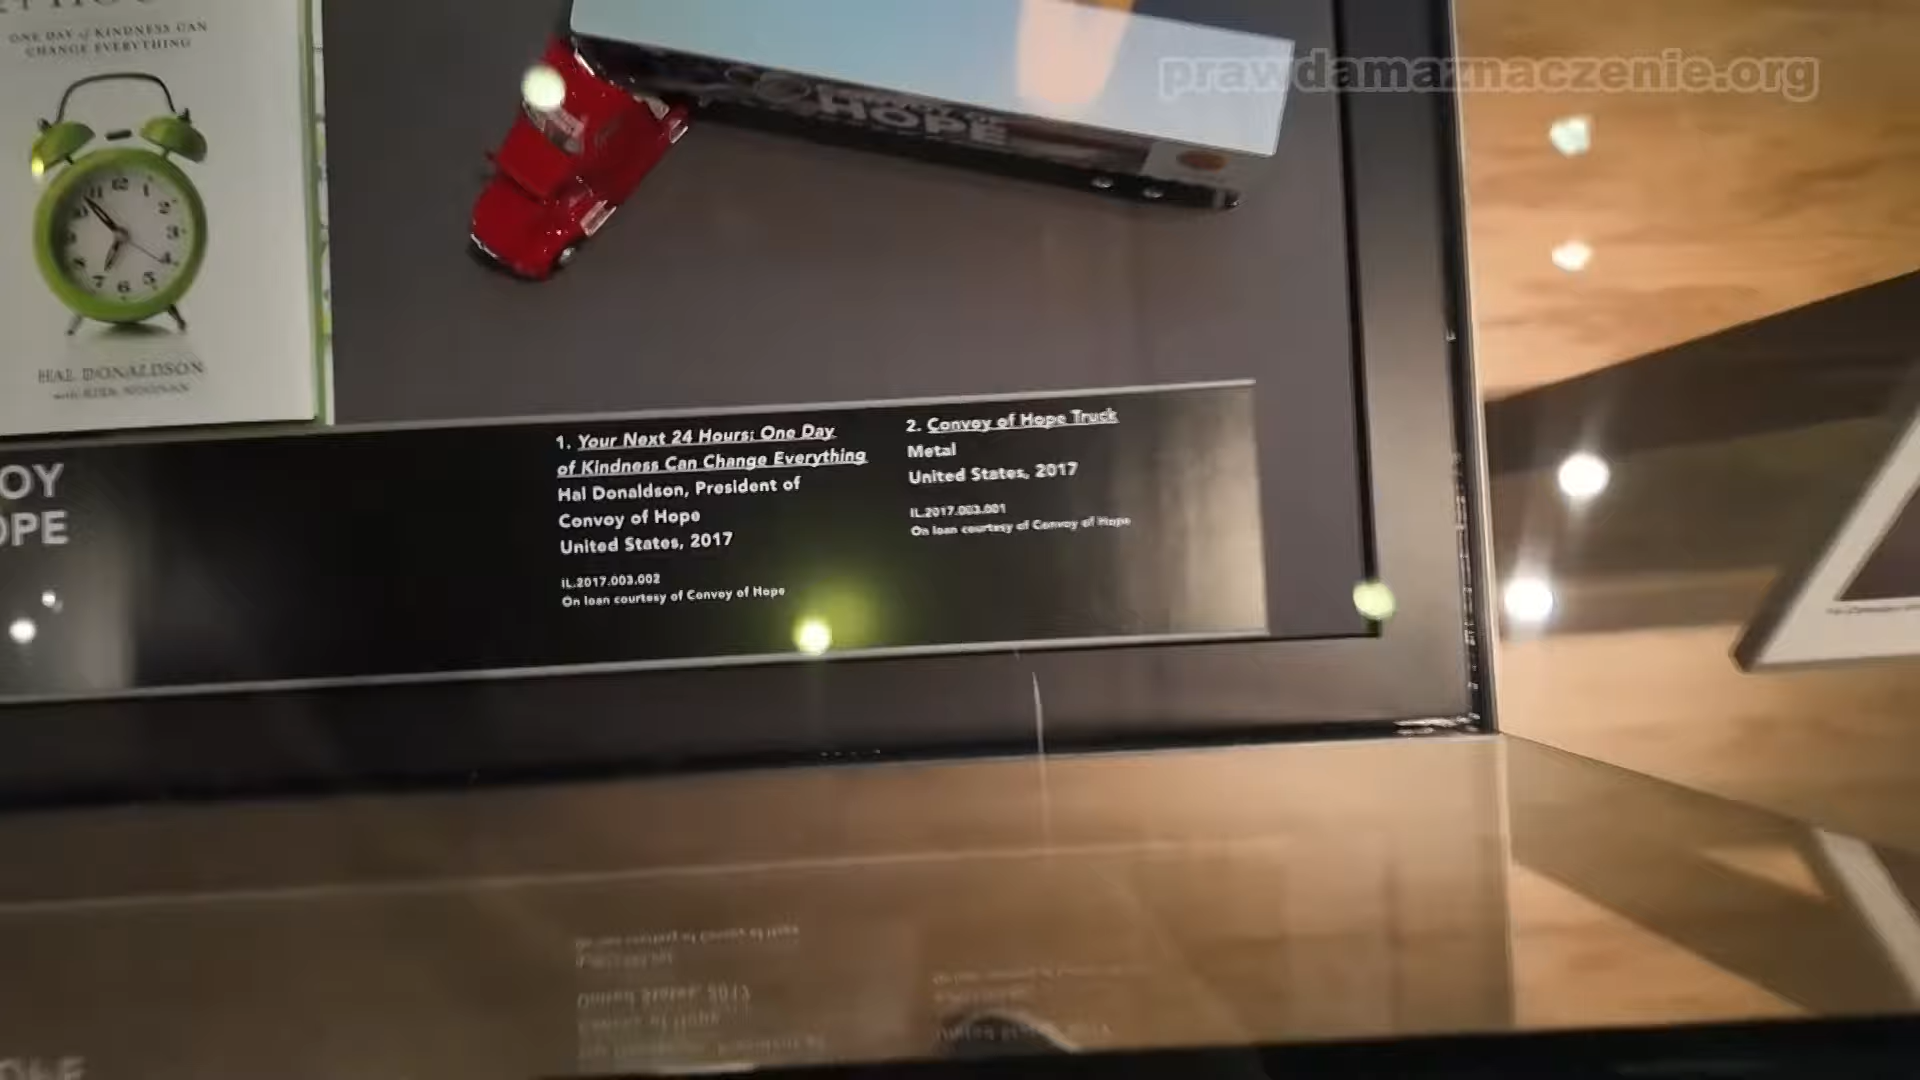 ONE DAY of KINDNESS CAN
CHANGE EVERYTHING
HAL DONALDSON
HOPE
prawdamaznaczenie.org
OY
OPE
1. Your Next 24 Hours: One Day
of Kindness Can Change Everything
Hal Donaldson, President of
Convoy of Hope
United States, 2017
IL.2017.003.002
On loan courtesy of Convoy of Hope
2. Convoy of Hope Truck
Metal
United States, 2017
IL.2017.003.001
On loan courtesy of Convoy of Hope